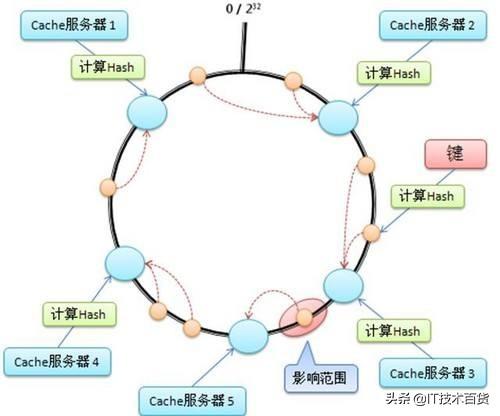 0 / 2³²
Cache服务器 1
Cache服务器 2
计算Hash
计算Hash
键
计算Hash
计算Hash
计算Hash
Cache服务器 4
影响范围
Cache服务器 3
Cache服务器 5
头条 @IT技术百货